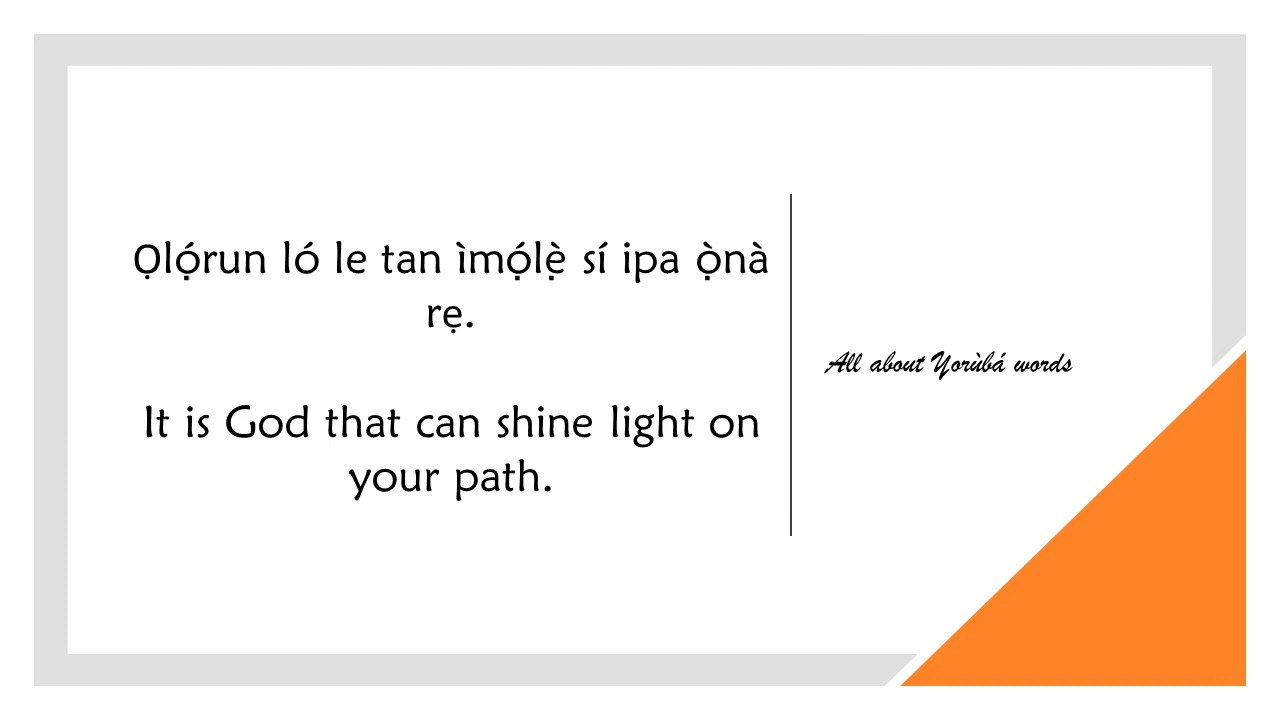 Ọlọ́run ló le tan ìmọ́lẹ̀ sí ipa ọ̀nà
rẹ.
It is God that can shine light on
your path.
All about Yorùbá words